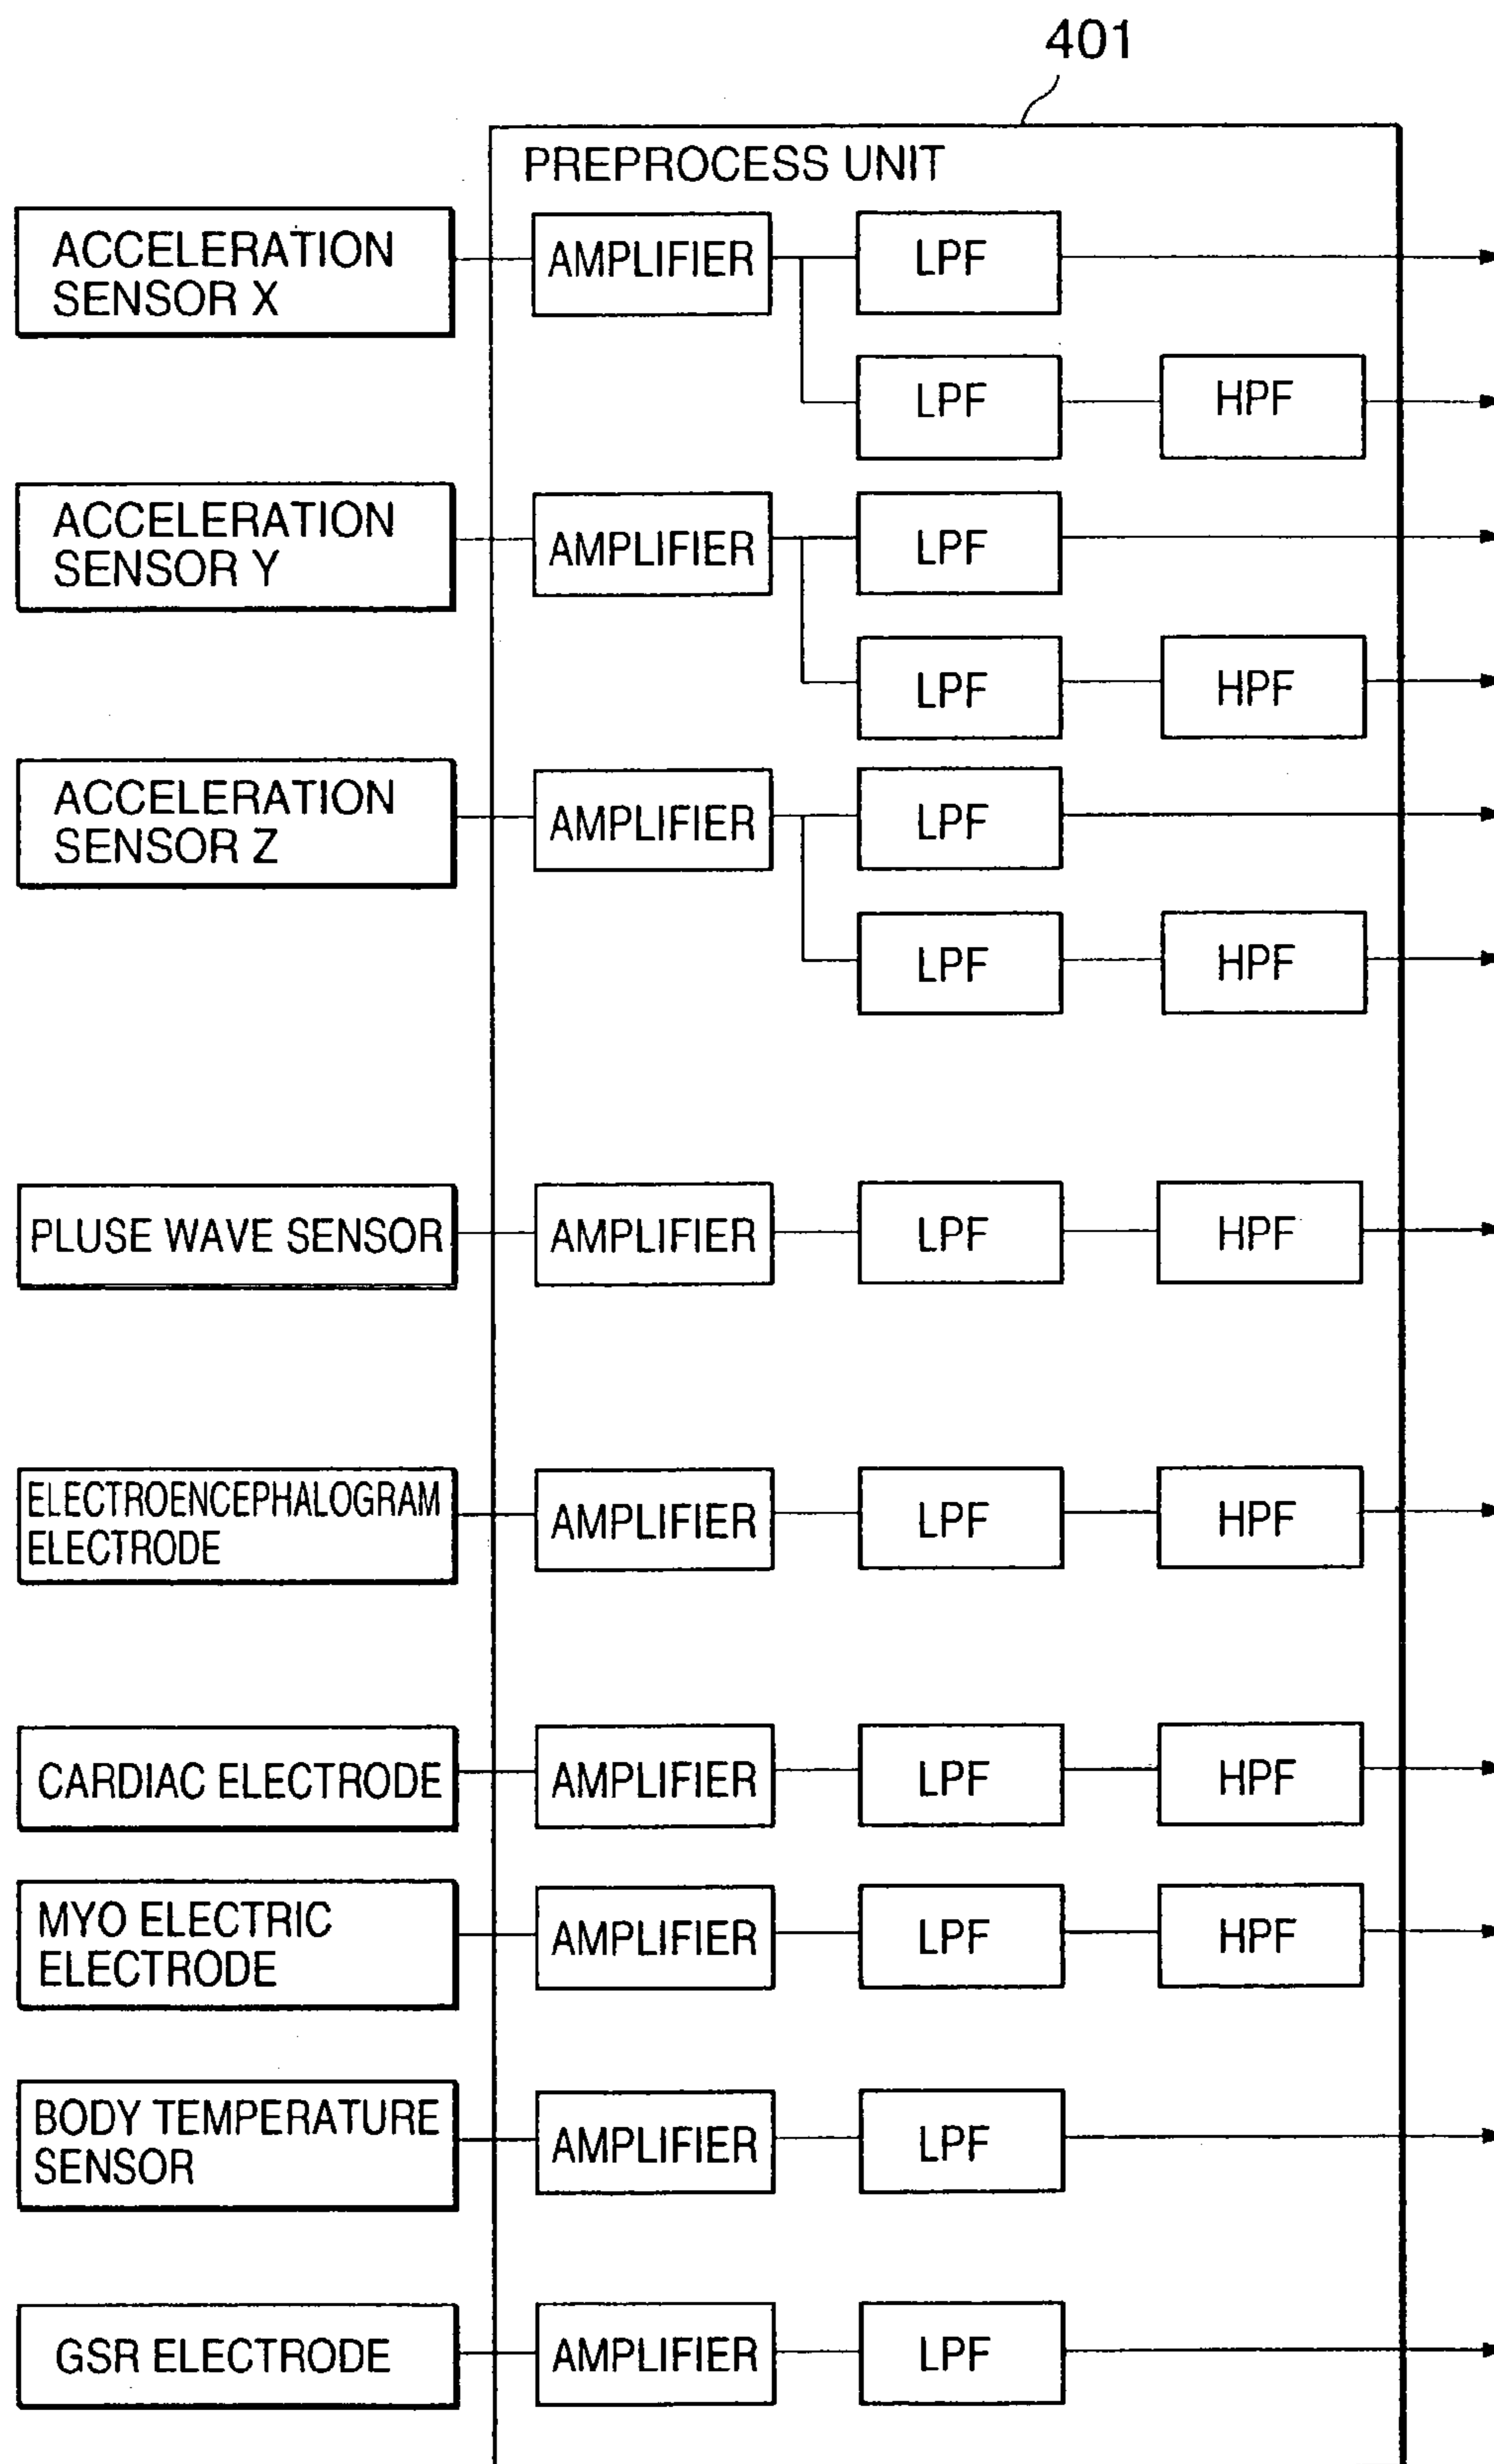 401
PREPROCESS UNIT
ACCELERATION
SENSOR X
AMPLIFIER
LPF
LPF
HPF
ACCELERATION
SENSOR Y
AMPLIFIER
LPF
LPF
HPF
ACCELERATION
SENSOR Z
AMPLIFIER
LPF
LPF
HPF
PLUSE WAVE SENSOR
AMPLIFIER
LPF
HPF
ELECTROENCEPHALOGRAM
ELECTRODE
AMPLIFIER
LPF
HPF
CARDIAC ELECTRODE
AMPLIFIER
LPF
HPF
MYO ELECTRIC
ELECTRODE
AMPLIFIER
LPF
HPF
BODY TEMPERATURE
SENSOR
AMPLIFIER
LPF
GSR ELECTRODE
AMPLIFIER
LPF